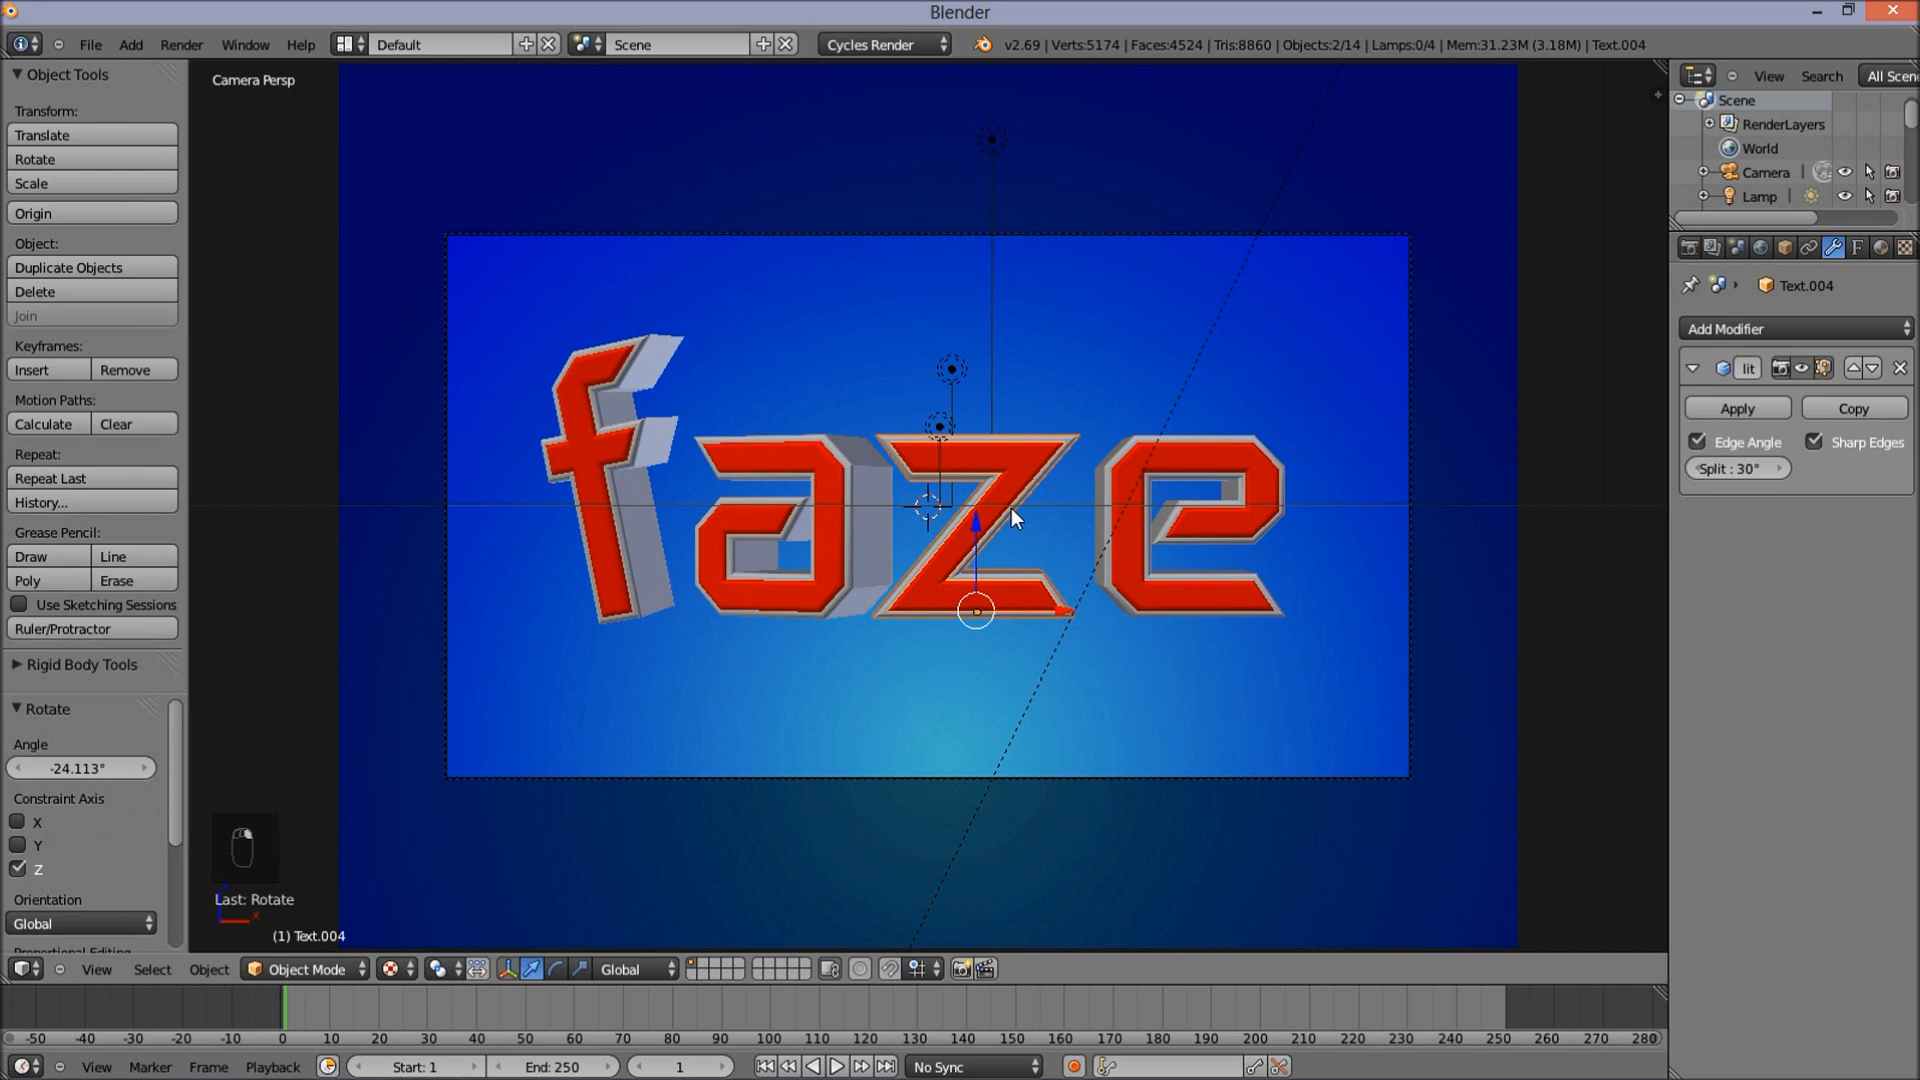 Blender
File Add Render Window Help Default Scene Cycles Render v2.69 | Verts:5174 | Faces:4524 | Tris:8860 | Objects:2/14 | Lamps:0/4 | Mem:31.23M (3.18M) | Text.004
Object Tools
Transform:
Translate
Rotate
Scale
Origin
Object:
Duplicate Objects
Delete
Join
Keyframes:
Insert Remove
Motion Paths:
Calculate Clear
Repeat:
Repeat Last
History...
Grease Pencil:
Draw Line
Poly Erase
Use Sketching Sessions
Ruler/Protractor
Rigid Body Tools
Rotate
Angle
-24.113°
Constraint Axis
X
Y
Z
Orientation
Global
Proportional Editing
Camera Persp
faze
Last: Rotate
x
(1) Text.004
View Search All Scen
Scene
RenderLayers
World
Camera
Lamp
Text.004
Add Modifier
lit
Apply Copy
Edge Angle Sharp Edges
Split : 30°
View Select Object Object Mode Global
-50 -40 -30 -20 -10 0 10 20 30 40 50 60 70 80 90 100 110 120 130 140 150 160 170 180 190 200 210 220 230 240 250 260 270 280
View Marker Frame Playback Start: 1 End: 250 1 No Sync